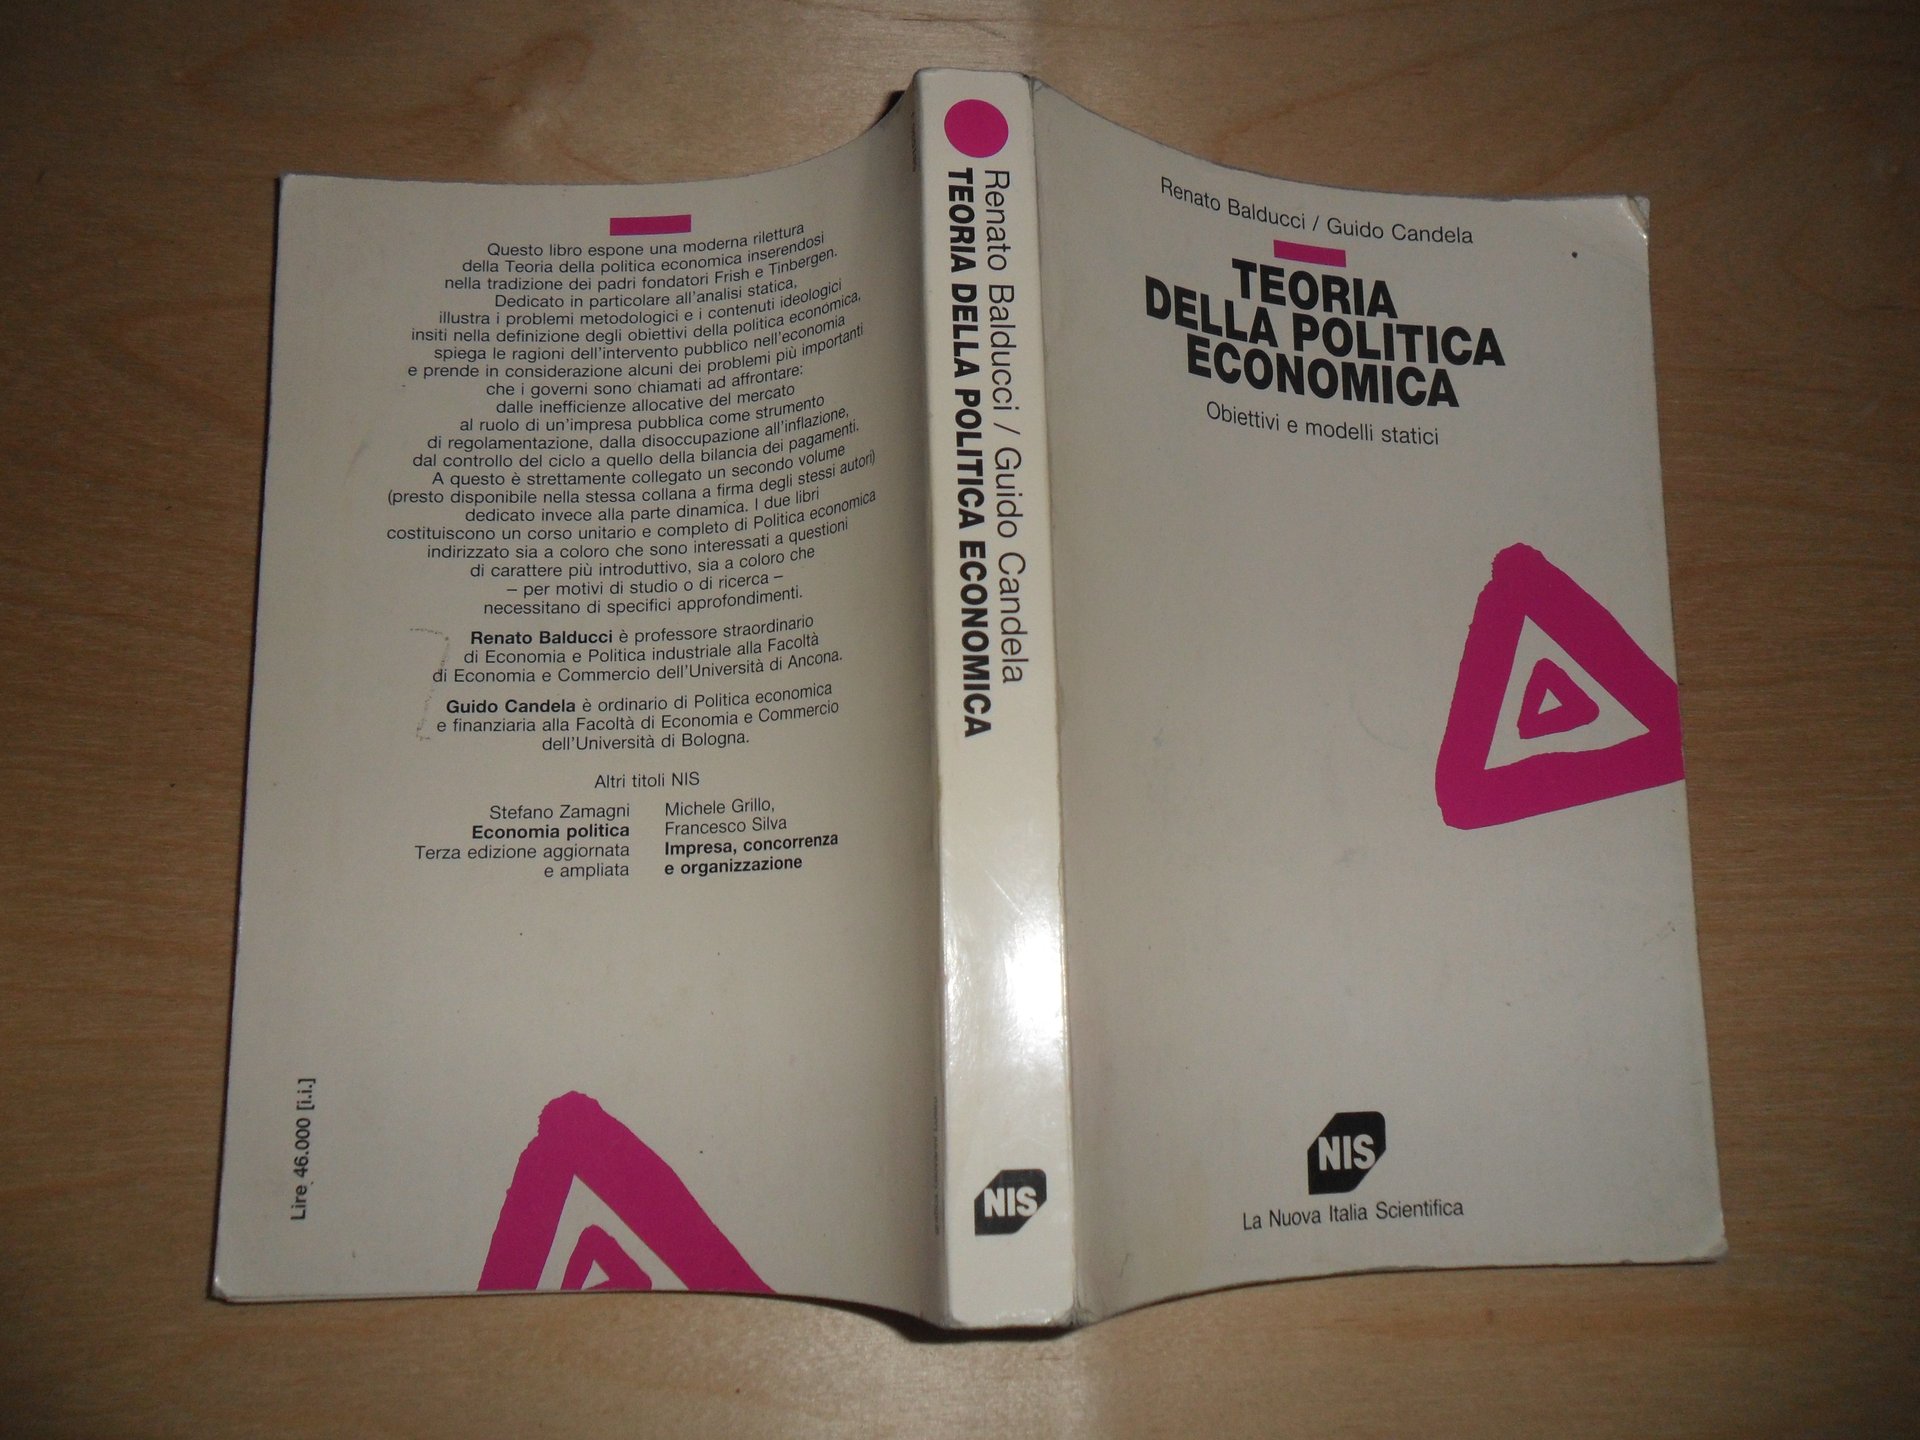 Questo libro espone una moderna rilettura
della Teoria della politica economica inserendosi
nella tradizione dei padri fondatori Frish e Tinbergen.
Dedicato in particolare all'analisi statica,
illustra i problemi metodologici e i contenuti ideologici
insiti nella definizione degli obiettivi della politica economica,
spiega le ragioni dell'intervento pubblico nell'economia
e prende in considerazione alcuni dei problemi più importanti
che i governi sono chiamati ad affrontare:
dalle inefficienze allocative del mercato
al ruolo di un'impresa pubblica come strumento
di regolamentazione, dalla disoccupazione all'inflazione,
dal controllo del ciclo a quello della bilancia dei pagamenti.
A questo è strettamente collegato un secondo volume
(presto disponibile nella stessa collana a firma degli stessi autori)
dedicato invece alla parte dinamica. I due libri
costituiscono un corso unitario e completo di Politica economica
indirizzato sia a coloro che sono interessati a questioni
di carattere più introduttivo, sia a coloro che
– per motivi di studio o di ricerca –
necessitano di specifici approfondimenti.
Renato Balducci è professore straordinario
di Economia e Politica industriale alla Facoltà
di Economia e Commercio dell'Università di Ancona.
Guido Candela è ordinario di Politica economica
e finanziaria alla Facoltà di Economia e Commercio
dell'Università di Bologna.
Altri titoli NIS
Stefano Zamagni
Economia politica
Terza edizione aggiornata
e ampliata
Michele Grillo,
Francesco Silva
Impresa, concorrenza
e organizzazione
Lire 46.000 [i.i.]
Renato Balducci / Guido Candela
TEORIA DELLA POLITICA ECONOMICA
NIS
Renato Balducci / Guido Candela
TEORIA
DELLA POLITICA
ECONOMICA
Obiettivi e modelli statici
NIS
La Nuova Italia Scientifica